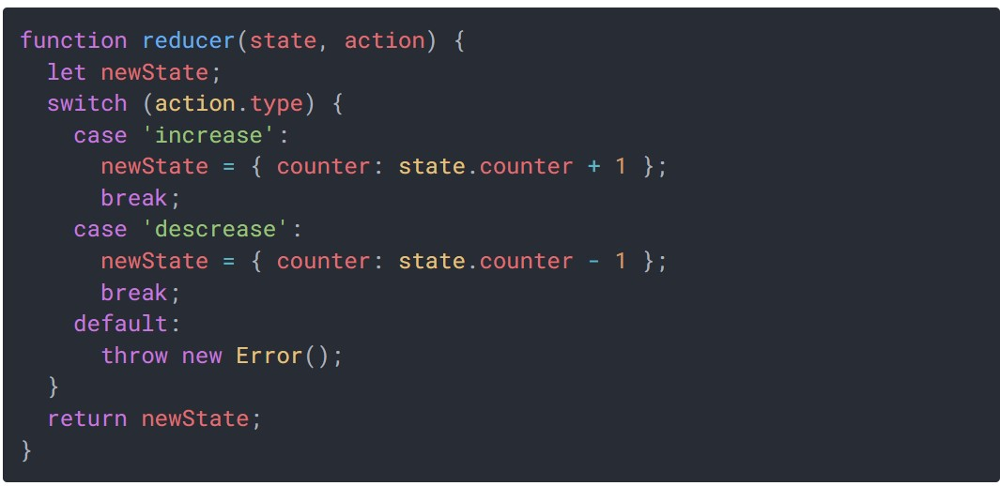 function reducer(state, action) {
  let newState;
  switch (action.type) {
    case 'increase':
      newState = { counter: state.counter + 1 };
      break;
    case 'descrease':
      newState = { counter: state.counter - 1 };
      break;
    default:
      throw new Error();
  }
  return newState;
}